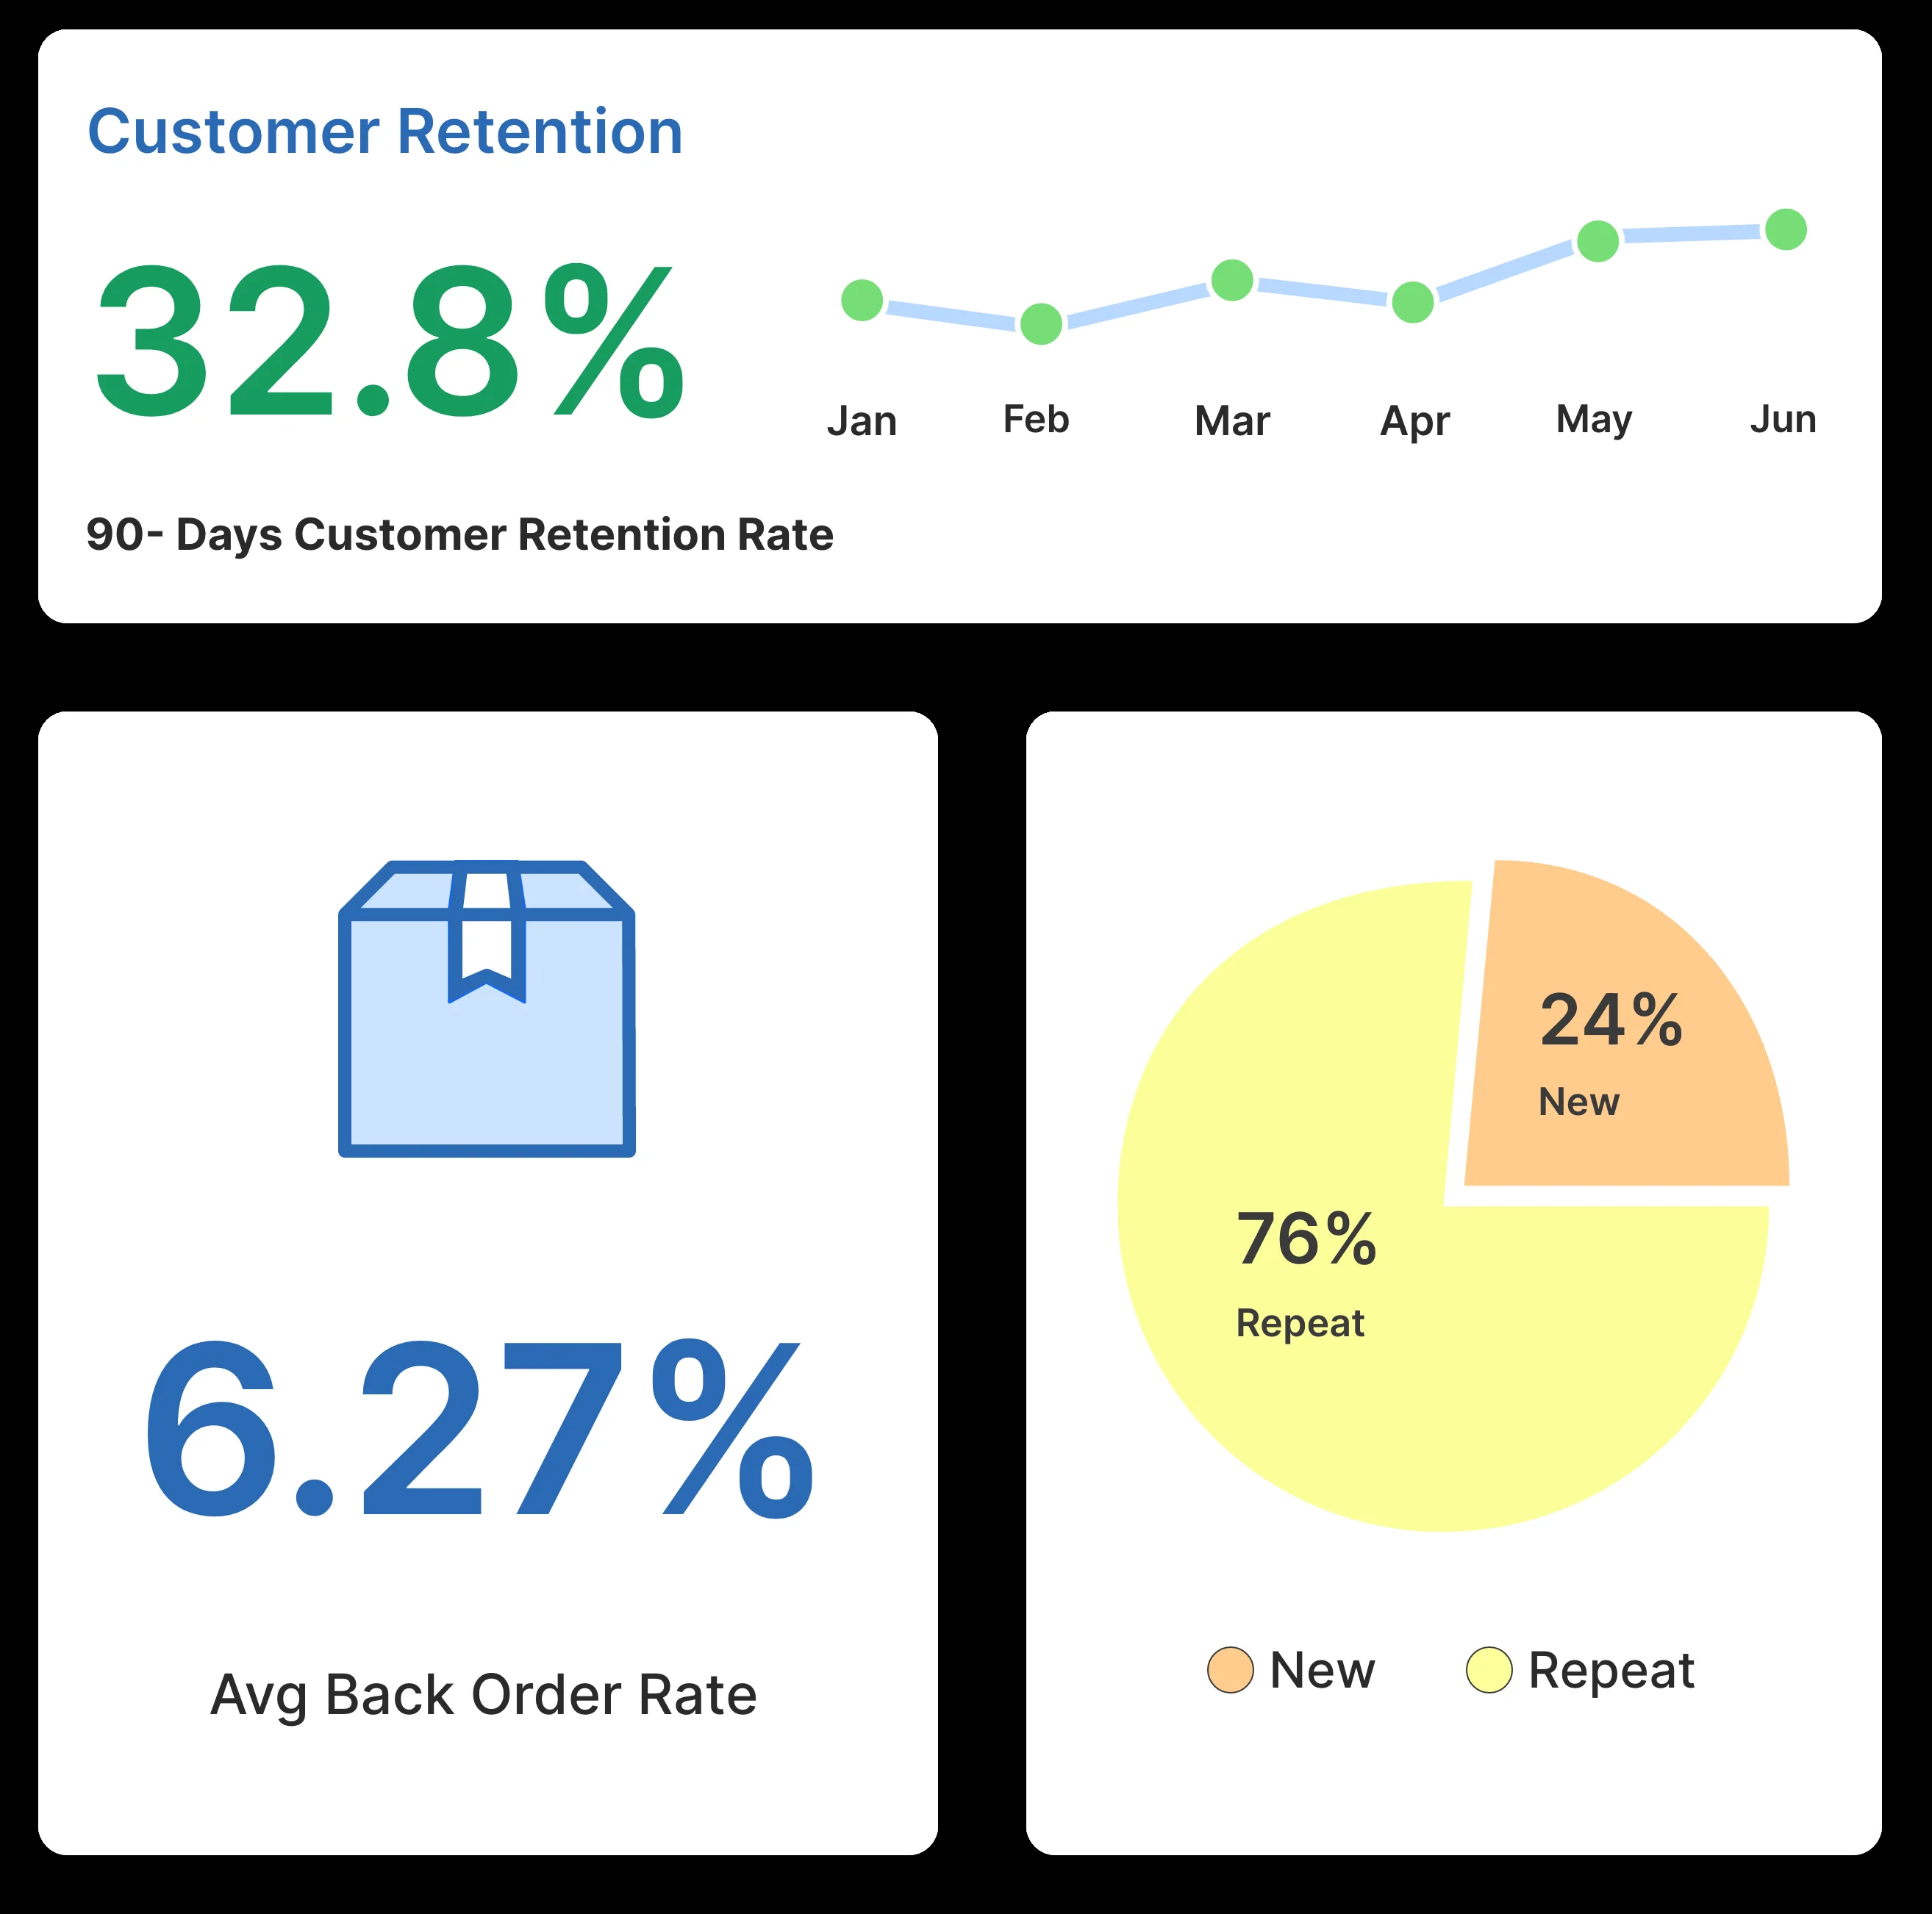 Customer Retention
32.8%
Jan Feb Mar Apr May Jun
90- Days Customer Retention Rate
6.27%
Avg Back Order Rate
24%
New
76%
Repeat
New Repeat